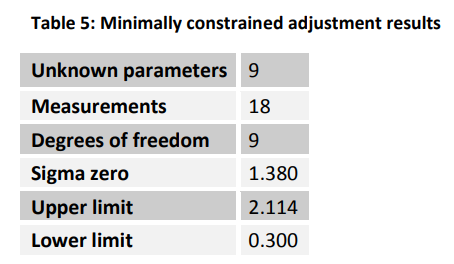 Table 5: Minimally constrained adjustment results
Unknown parameters 9
Measurements 18
Degrees of freedom 9
Sigma zero 1.380
Upper limit 2.114
Lower limit 0.300